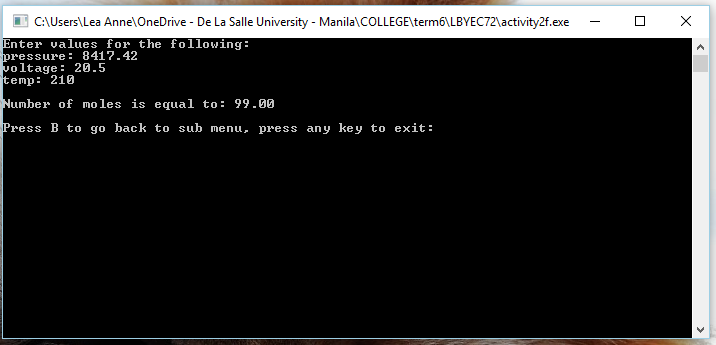 C:\Users\Lea Anne\OneDrive - De La Salle University - Manila\COLLEGE\term6\LBYEC72\activity2f.exe
Enter values for the following:
pressure: 8417.42
voltage: 20.5
temp: 210
Number of moles is equal to: 99.00
Press B to go back to sub menu, press any key to exit: